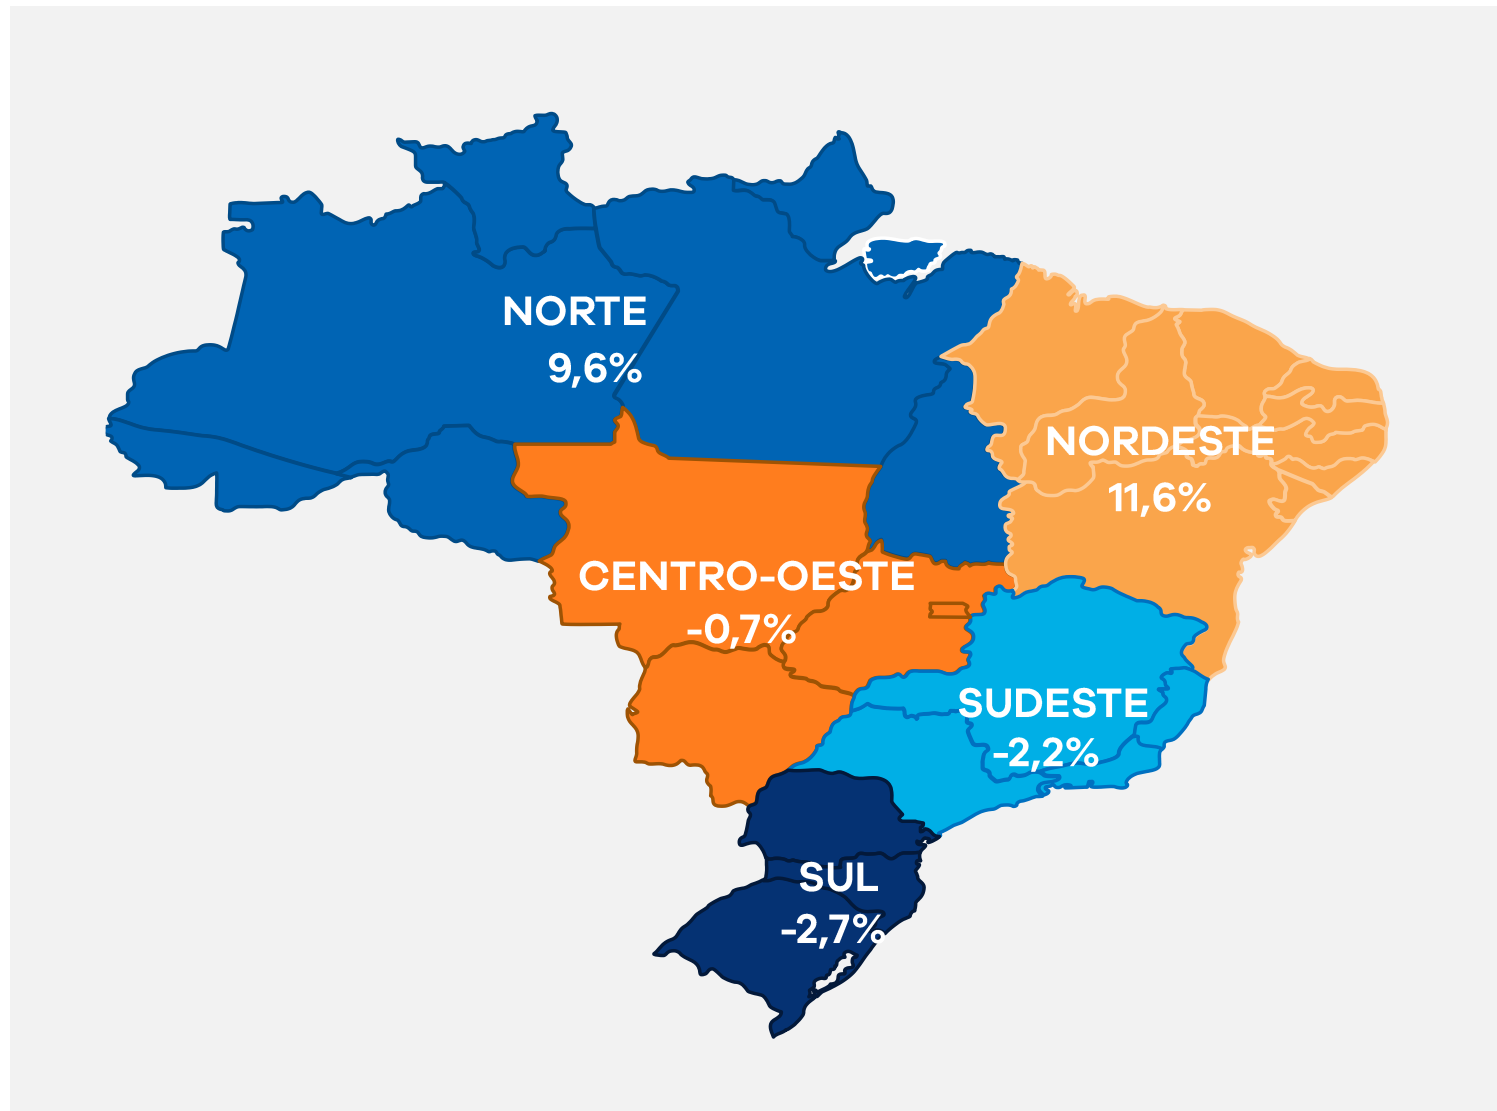 NORTE
9,6%
NORDESTE
11,6%
CENTRO-OESTE
-0,7%
SUDESTE
-2,2%
SUL
-2,7%